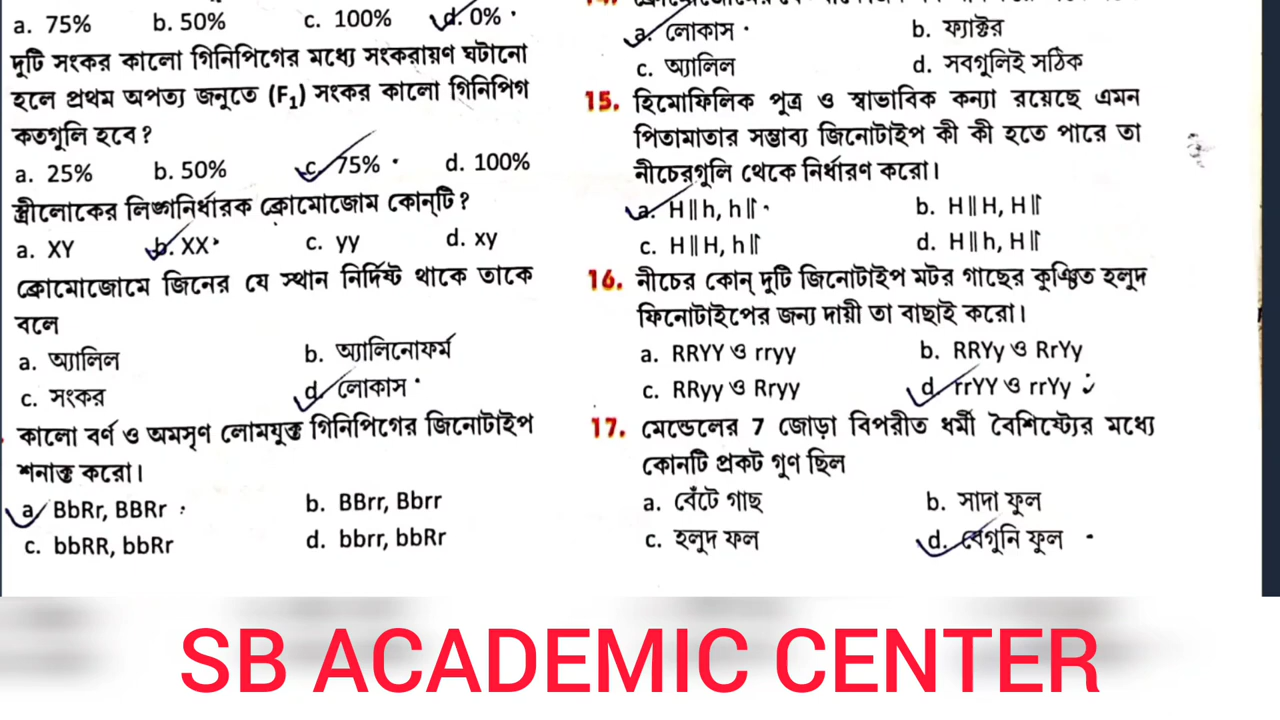 a. 75% b. 50% c. 100% d. 0%
দুটি সংকর কালো গিনিপিগের মধ্যে সংকরায়ণ ঘটানো
হলে প্রথম অপত্য জনুতে (F₁) সংকর কালো গিনিপিগ
কতগুলি হবে?
a. 25% b. 50% c. 75% d. 100%
স্ত্রীলোকের লিঙ্গনির্ধারক ক্রোমোজোম কোন্‌টি?
a. XY b. XX c. yy d. xy
ক্রোমোজোমে জিনের যে স্থান নির্দিষ্ট থাকে তাকে
বলে
a. অ্যালিল b. অ্যালিনোফর্ম
c. সংকর d. লোকাস
কালো বর্ণ ও অমসৃণ লোমযুক্ত গিনিপিগের জিনোটাইপ
শনাক্ত করো।
a. BbRr, BBRr b. BBrr, Bbrr
c. bbRR, bbRr d. bbrr, bbRr
a. লোকাস b. ফ্যাক্টর
c. অ্যালিল d. সবগুলিই সঠিক
15. হিমোফিলিক পুত্র ও স্বাভাবিক কন্যা রয়েছে এমন
পিতামাতার সম্ভাব্য জিনোটাইপ কী কী হতে পারে তা
নীচেরগুলি থেকে নির্ধারণ করো।
a. H||h, h|↾ b. H||H, H|↾
c. H||H, h|↾ d. H||h, H|↾
16. নীচের কোন্ দুটি জিনোটাইপ মটর গাছের কুঞ্চিত হলুদ
ফিনোটাইপের জন্য দায়ী তা বাছাই করো।
a. RRYY ও rryy b. RRYy ও RrYy
c. RRyy ও Rryy d. rrYY ও rrYy
17. মেন্ডেলের 7 জোড়া বিপরীত ধর্মী বৈশিষ্ট্যের মধ্যে
কোনটি প্রকট গুণ ছিল
a. বেঁটে গাছ b. সাদা ফুল
c. হলুদ ফল d. বেগুনি ফুল
SB ACADEMIC CENTER